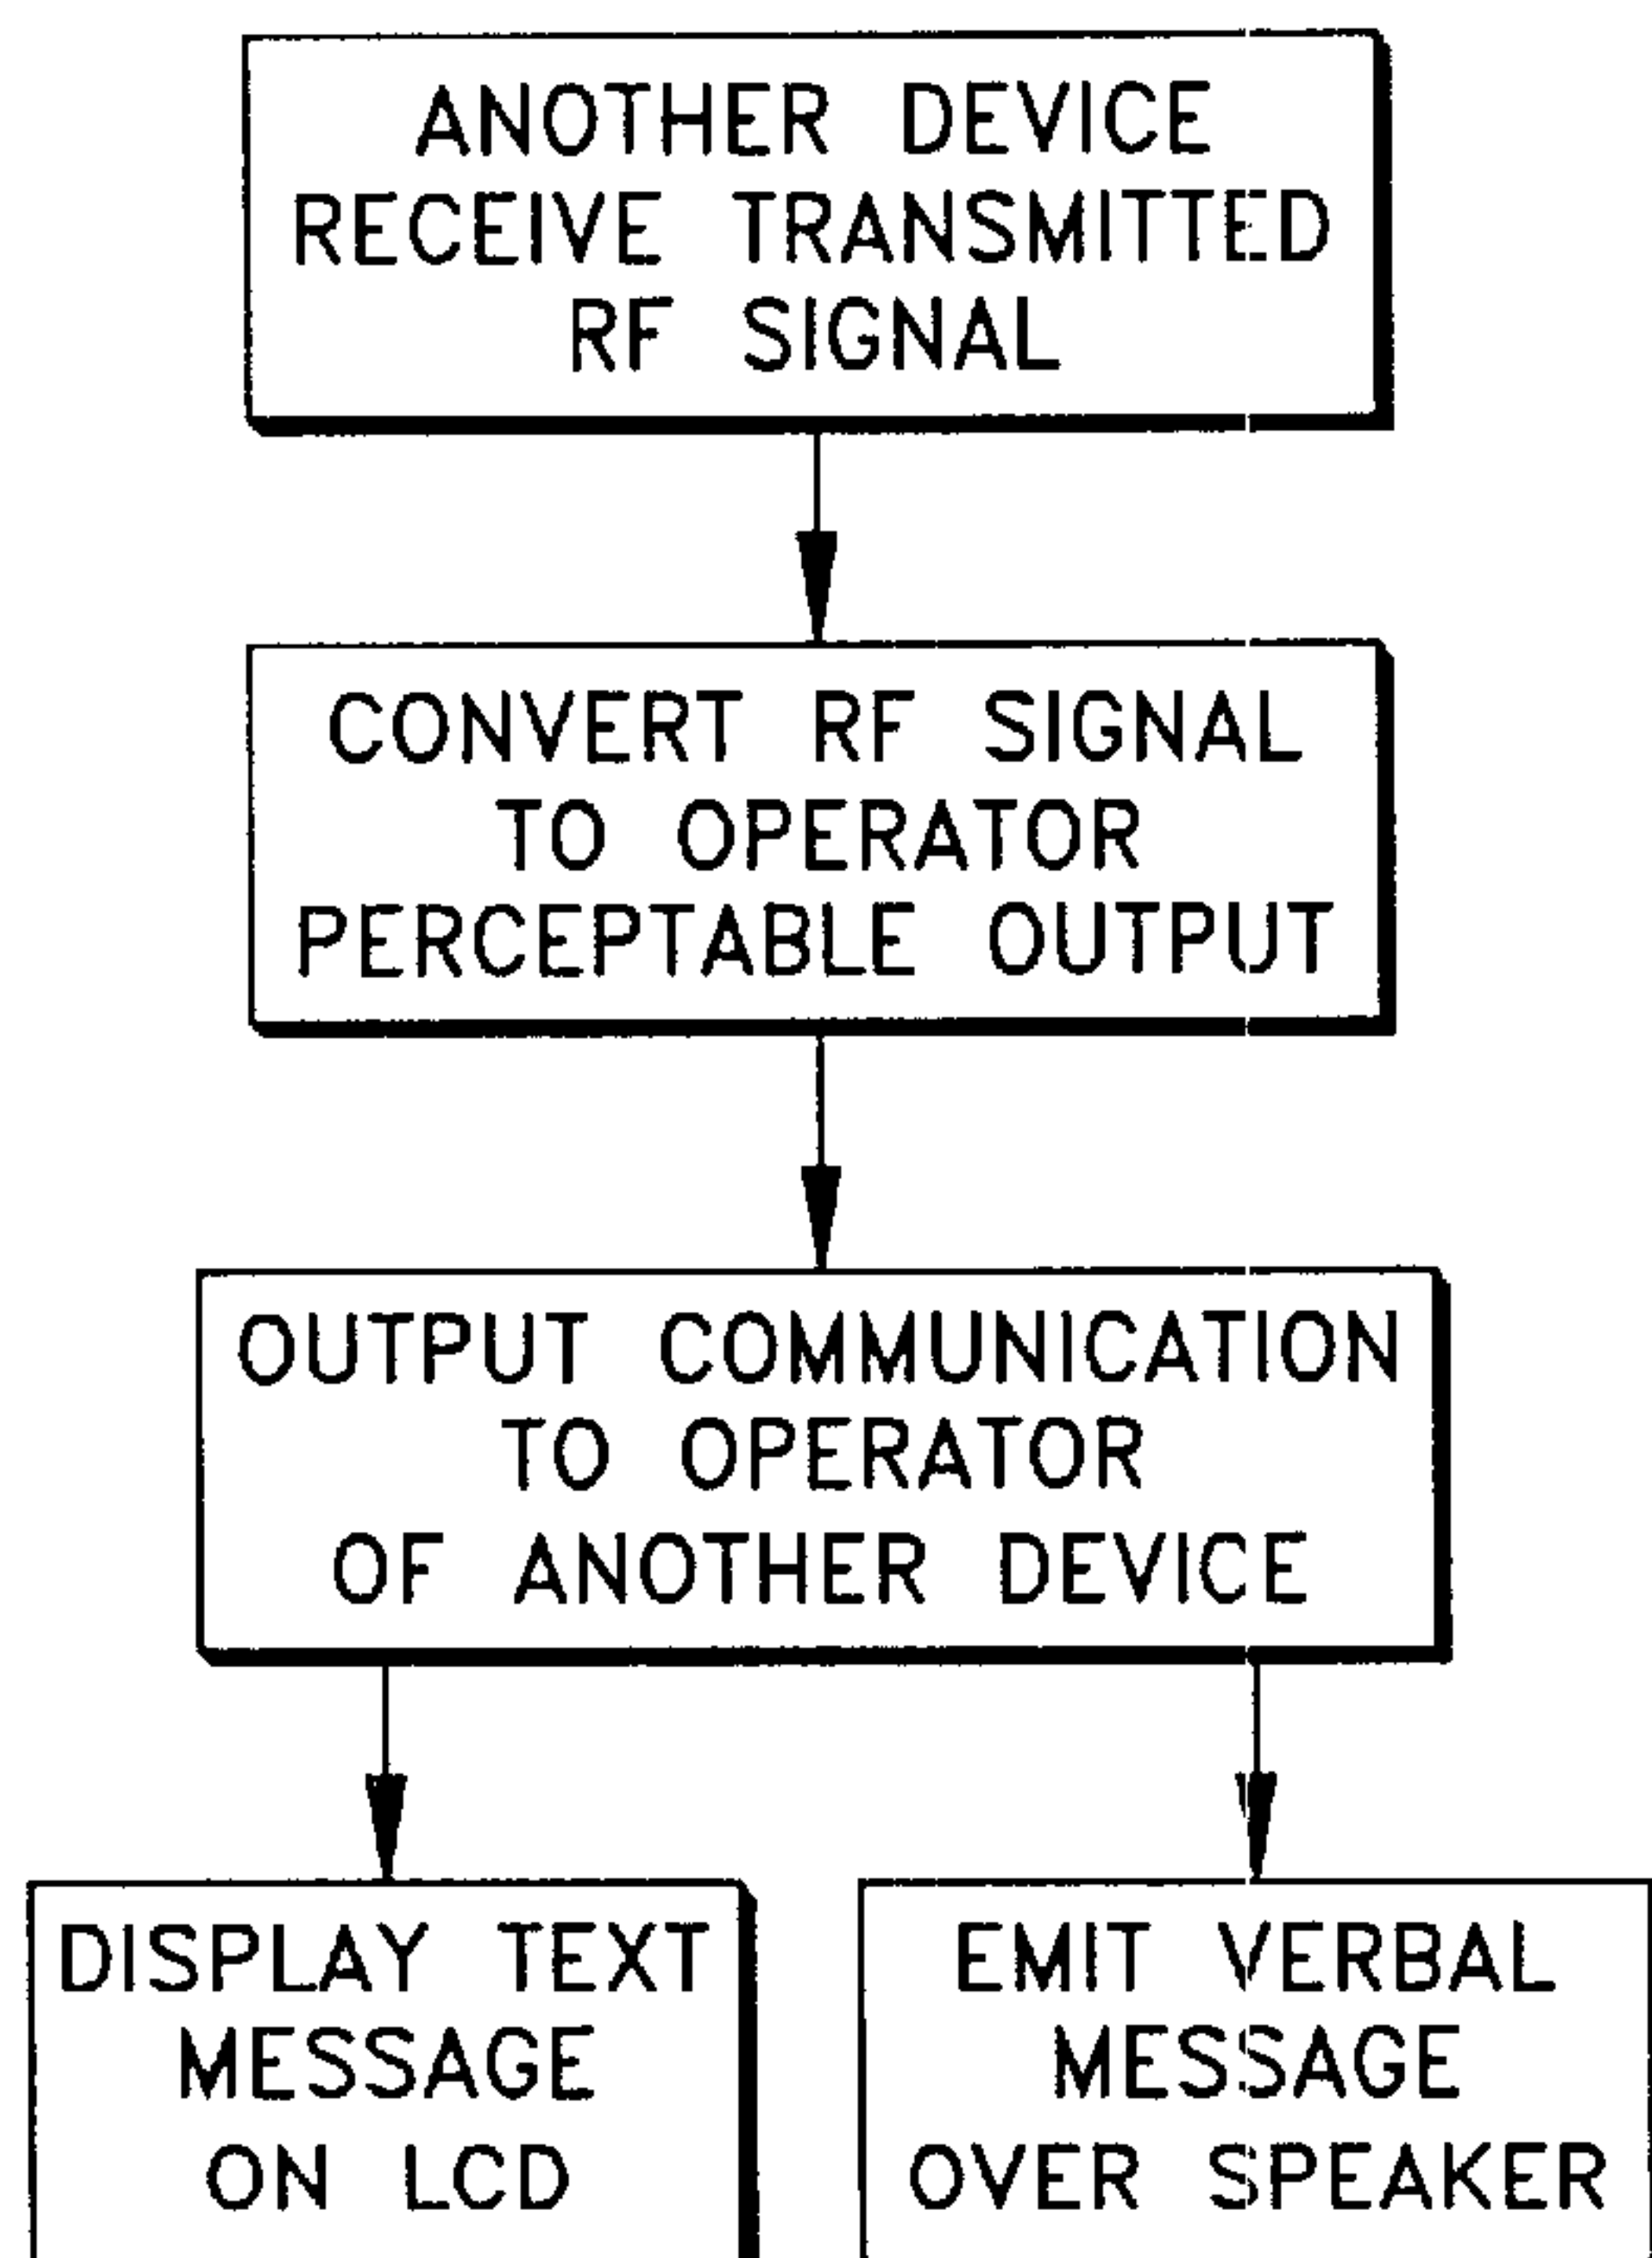 ANOTHER DEVICE
RECEIVE TRANSMITTED
RF SIGNAL
CONVERT RF SIGNAL
TO OPERATOR
PERCEPTABLE OUTPUT
OUTPUT COMMUNICATION
TO OPERATOR
OF ANOTHER DEVICE
DISPLAY TEXT
MESSAGE
ON LCD
EMIT VERBAL
MESSAGE
OVER SPEAKER